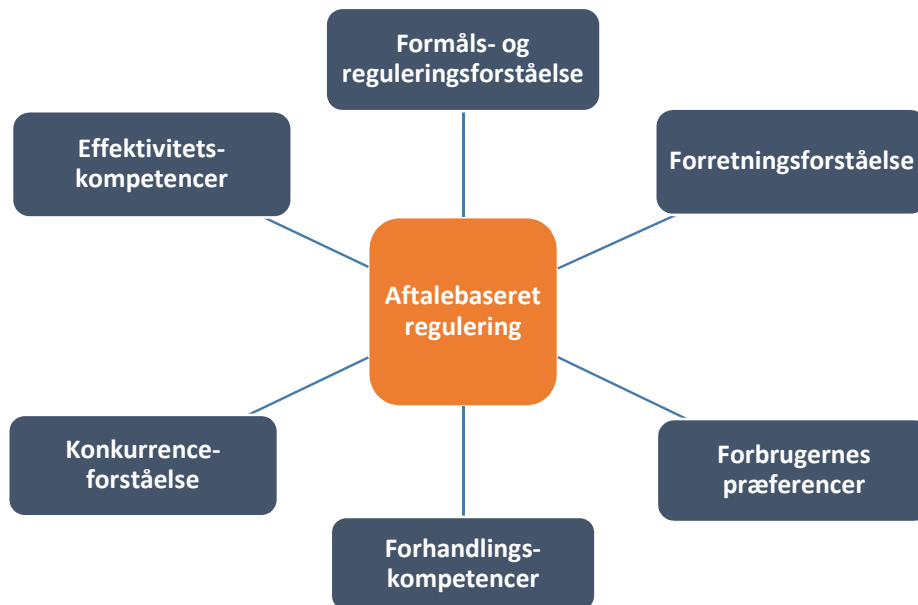 Formåls- og
reguleringsforståelse
Effektivitets-
kompetencer
Forretningsforståelse
Aftalebaseret
regulering
Konkurrence-
forståelse
Forbrugernes
præferencer
Forhandlings-
kompetencer